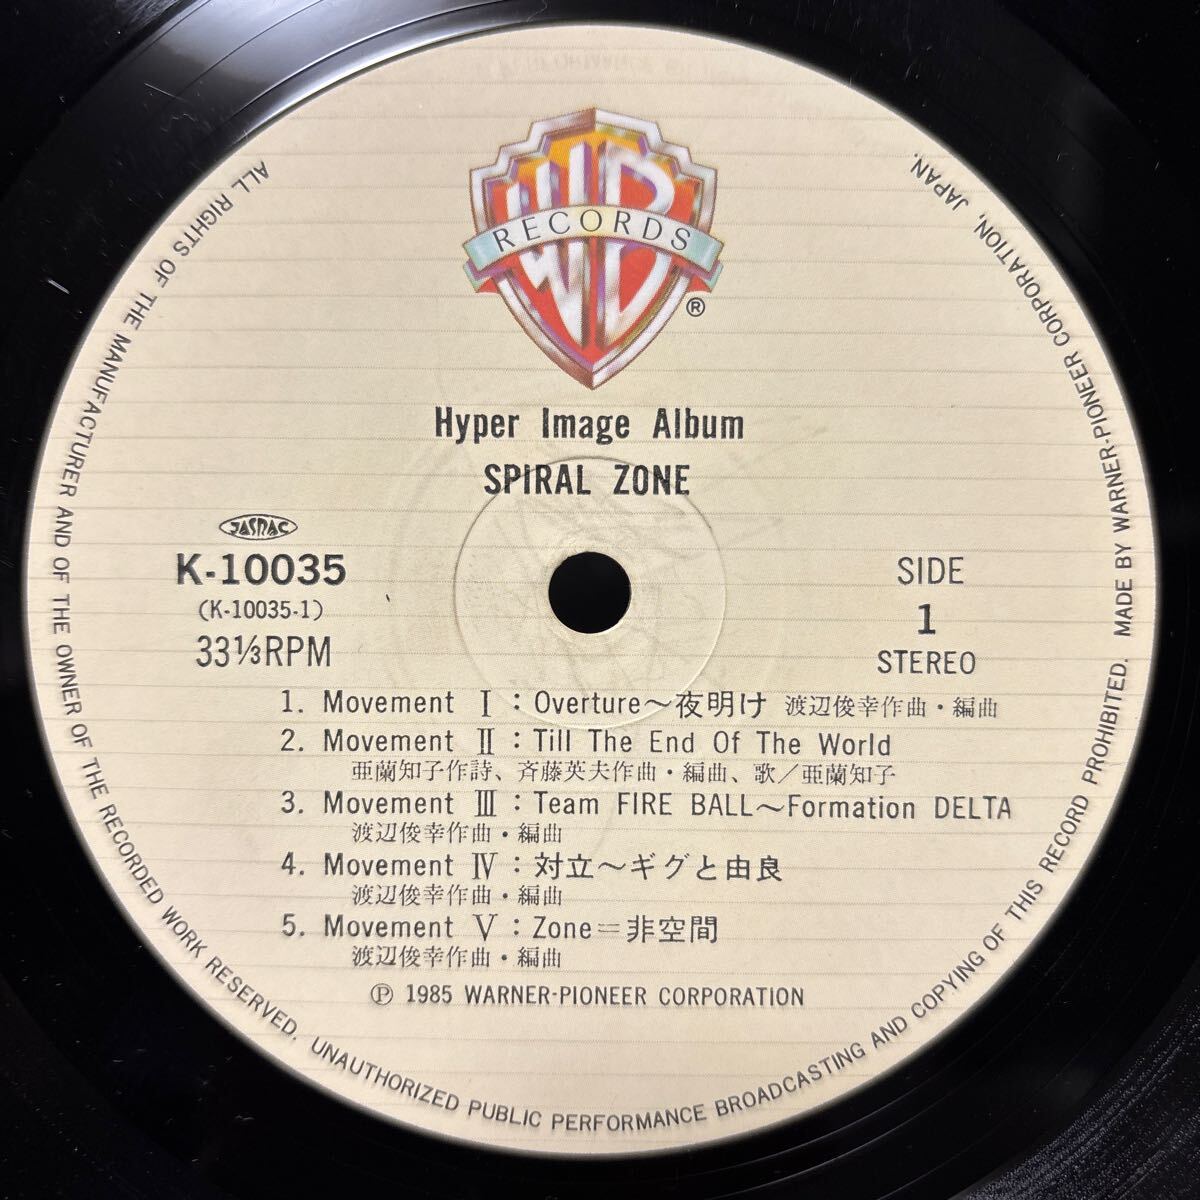 WB
RECORDS
®
Hyper Image Album
SPIRAL ZONE
JASRAC
K-10035
(K-10035-1)
33⅓RPM
SIDE
1
STEREO
1. Movement Ⅰ : Overture～夜明け 渡辺俊幸作曲・編曲
2. Movement Ⅱ : Till The End Of The World
亜蘭知子作詩、斉藤英夫作曲・編曲、歌／亜蘭知子
3. Movement Ⅲ : Team FIRE BALL～Formation DELTA
渡辺俊幸作曲・編曲
4. Movement Ⅳ : 対立～ギグと由良
渡辺俊幸作曲・編曲
5. Movement Ⅴ : Zone＝非空間
渡辺俊幸作曲・編曲
Ⓟ 1985 WARNER-PIONEER CORPORATION
ALL RIGHTS OF THE MANUFACTURER AND OF THE OWNER OF THE RECORDED WORK RESERVED. UNAUTHORIZED PUBLIC PERFORMANCE BROADCASTING AND COPYING OF THIS RECORD PROHIBITED. MADE BY WARNER-PIONEER CORPORATION, JAPAN.